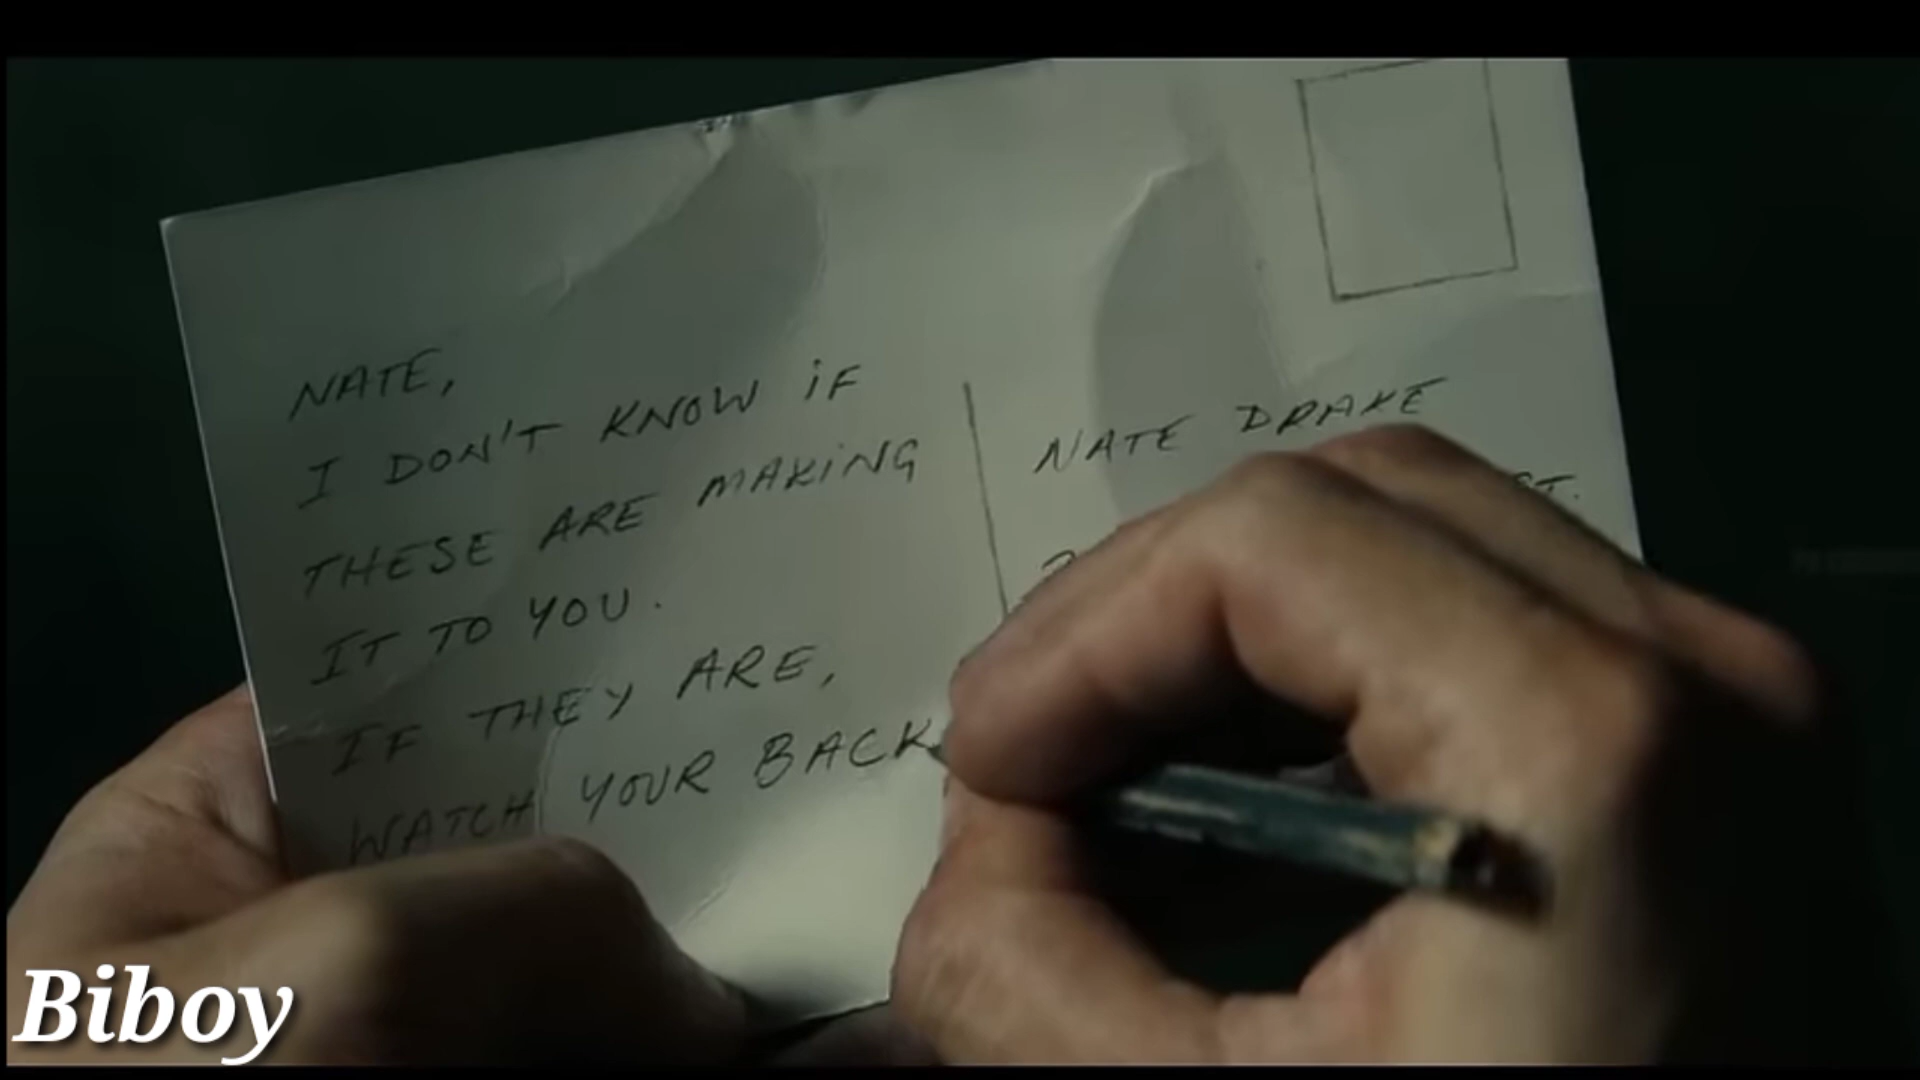 NATE,
I DON'T KNOW iF
THESE ARE MAKiNG
IT TO YOU.
IF THEY ARE,
WATCH YOUR BACK
NATE DRAKE
ST.
Biboy